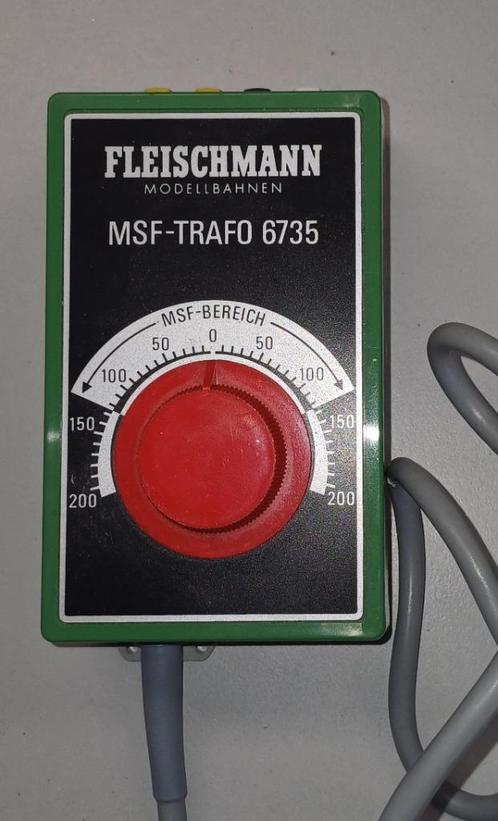 FLEISCHMANN
MODELLBAHNEN
MSF-TRAFO 6735
MSF-BEREICH
200 150 100 50 0 50 100 150 200